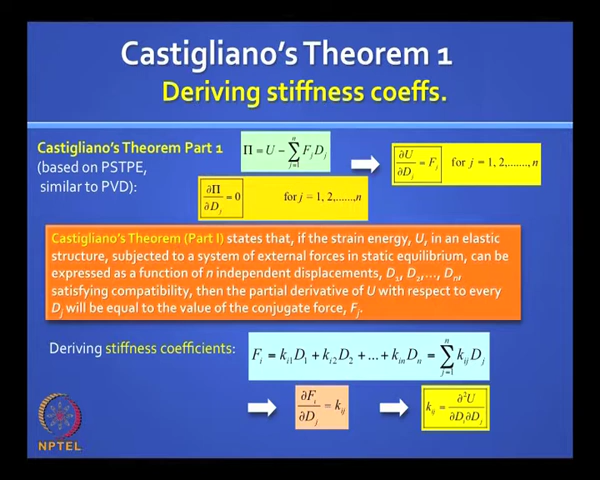 Castigliano's Theorem 1
Deriving stiffness coeffs.
Castigliano's Theorem Part 1
(based on PSTPE,
similar to PVD):
Π = U − ∑_{j=1}^{n} F_j D_j
∂U/∂D_j = F_j for j = 1, 2,.......,n
∂Π/∂D_j = 0 for j = 1, 2,......,n
Castigliano's Theorem (Part I) states that, if the strain energy, U, in an elastic
structure, subjected to a system of external forces in static equilibrium, can be
expressed as a function of n independent displacements, D₁, D₂,..., Dₙ,
satisfying compatibility, then the partial derivative of U with respect to every
D_j will be equal to the value of the conjugate force, F_j.
Deriving stiffness coefficients:
F_i = k_{i1}D_1 + k_{i2}D_2 + ... + k_{in}D_n = ∑_{j=1}^{n} k_{ij}D_j
∂F_i/∂D_j = k_{ij}
k_{ij} = ∂²U/∂D_i∂D_j
NPTEL